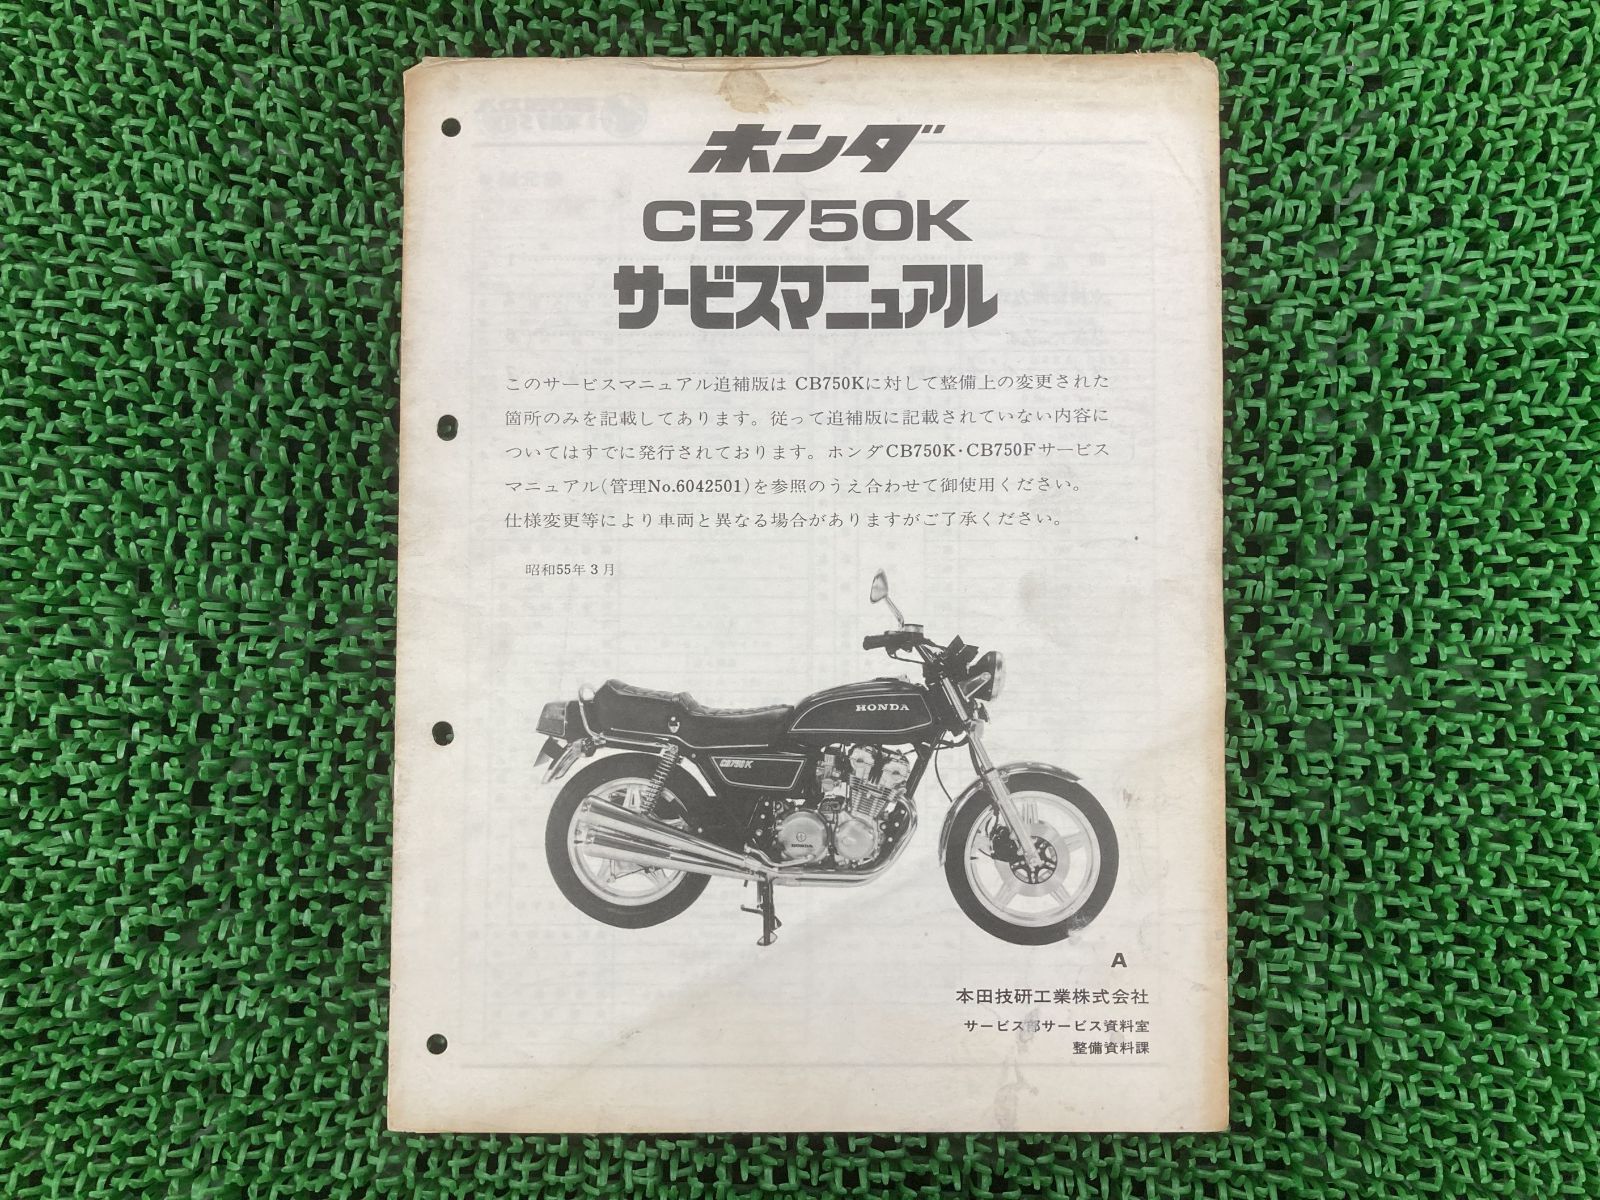 ホンダ
CB750K
サービスマニュアル
このサービスマニュアル追補版は CB750Kに対して整備上の変更された
箇所のみを記載してあります。従って追補版に記載されていない内容に
ついてはすでに発行されております。ホンダCB750K・CB750Fサービス
マニュアル(管理No.6042501)を参照のうえ合わせて御使用ください。
仕様変更等により車両と異なる場合がありますがご了承ください。
昭和55年3月
HONDA
CB750K
HONDA
A
本田技研工業株式会社
サービス部サービス資料室
整備資料課